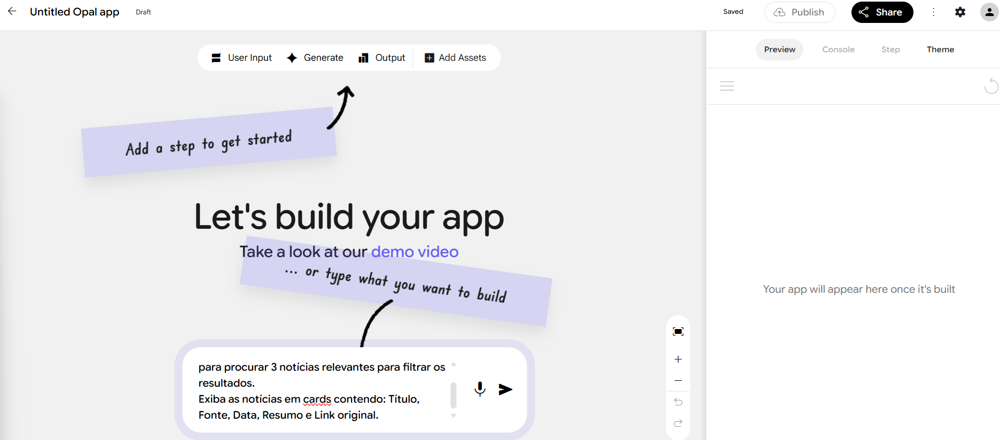 Untitled Opal app
Draft
Saved
Publish
Share
User Input
Generate
Output
Add Assets
Preview
Console
Step
Theme
Add a step to get started
Let's build your app
Take a look at our demo video
... or type what you want to build
Your app will appear here once it's built
para procurar 3 notícias relevantes para filtrar os
resultados.
Exiba as notícias em cards contendo: Título,
Fonte, Data, Resumo e Link original.